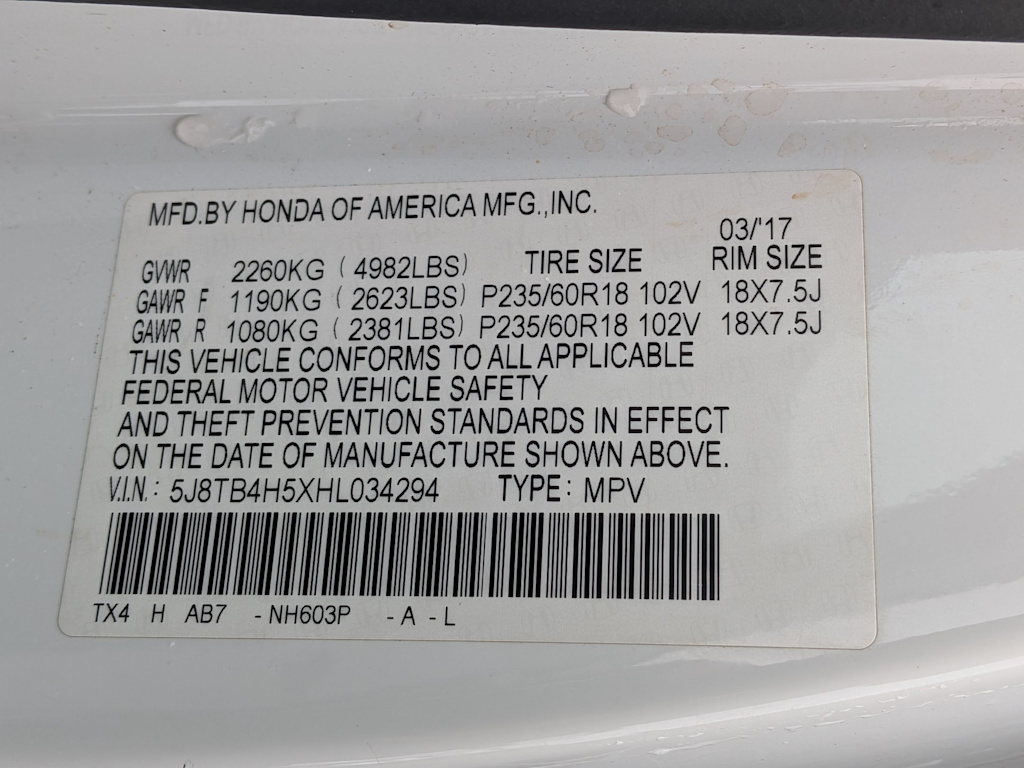 MFD.BY HONDA OF AMERICA MFG.,INC.
03/'17
GVWR 2260KG ( 4982LBS) TIRE SIZE RIM SIZE
GAWR F 1190KG ( 2623LBS) P235/60R18 102V 18X7.5J
GAWR R 1080KG ( 2381LBS) P235/60R18 102V 18X7.5J
THIS VEHICLE CONFORMS TO ALL APPLICABLE
FEDERAL MOTOR VEHICLE SAFETY
AND THEFT PREVENTION STANDARDS IN EFFECT
ON THE DATE OF MANUFACTURE SHOWN ABOVE.
V.I.N.: 5J8TB4H5XHL034294 TYPE: MPV
TX4 H AB7 - NH603P - A - L